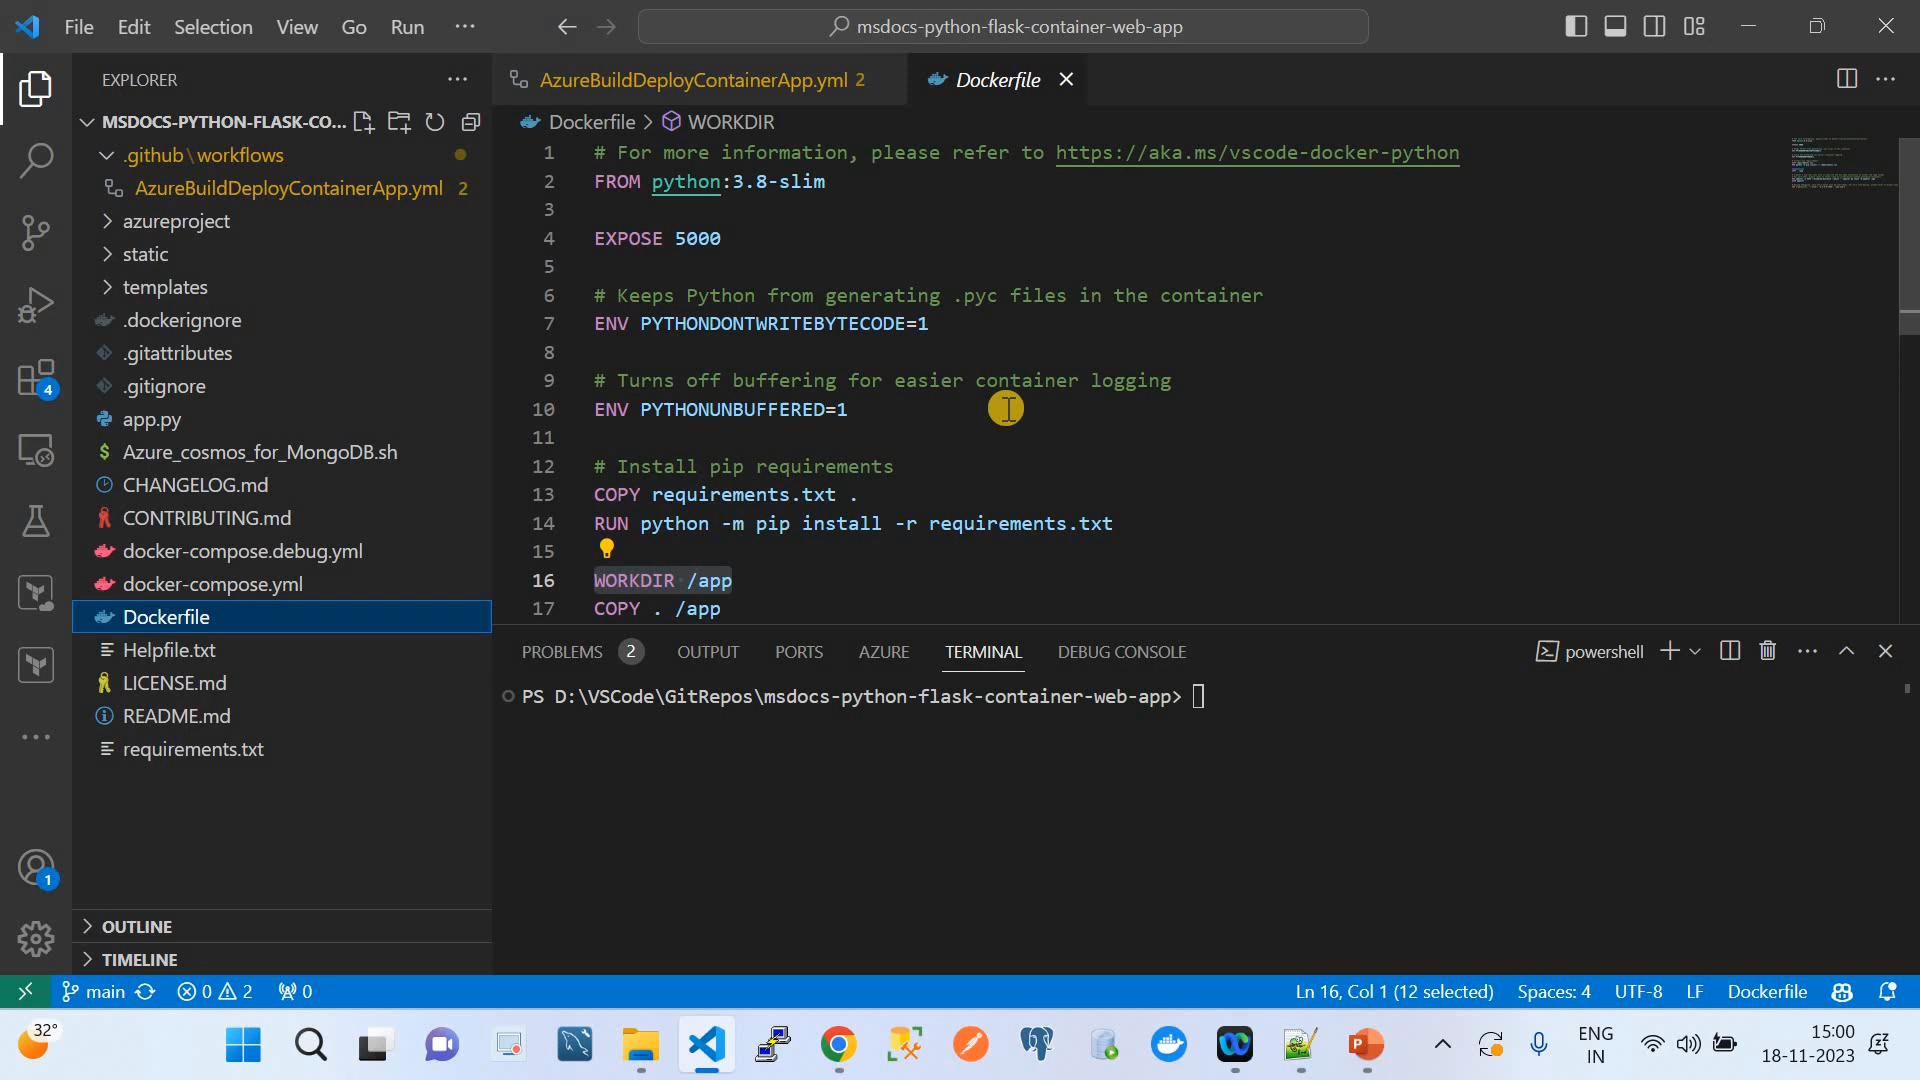 File Edit Selection View Go Run ···
msdocs-python-flask-container-web-app
EXPLORER
MSDOCS-PYTHON-FLASK-CO...
.github\workflows
AzureBuildDeployContainerApp.yml 2
azureproject
static
templates
.dockerignore
.gitattributes
.gitignore
app.py
Azure_cosmos_for_MongoDB.sh
CHANGELOG.md
CONTRIBUTING.md
docker-compose.debug.yml
docker-compose.yml
Dockerfile
Helpfile.txt
LICENSE.md
README.md
requirements.txt
OUTLINE
TIMELINE
4
1
AzureBuildDeployContainerApp.yml 2
Dockerfile
Dockerfile > WORKDIR
1 # For more information, please refer to https://aka.ms/vscode-docker-python
2 FROM python:3.8-slim
3
4 EXPOSE 5000
5
6 # Keeps Python from generating .pyc files in the container
7 ENV PYTHONDONTWRITEBYTECODE=1
8
9 # Turns off buffering for easier container logging
10 ENV PYTHONUNBUFFERED=1
11
12 # Install pip requirements
13 COPY requirements.txt .
14 RUN python -m pip install -r requirements.txt
15
16 WORKDIR /app
17 COPY . /app
PROBLEMS 2 OUTPUT PORTS AZURE TERMINAL DEBUG CONSOLE
powershell
PS D:\VSCode\GitRepos\msdocs-python-flask-container-web-app>
main 0 2 0
Ln 16, Col 1 (12 selected) Spaces: 4 UTF-8 LF Dockerfile
32°
ENG
IN
15:00
18-11-2023